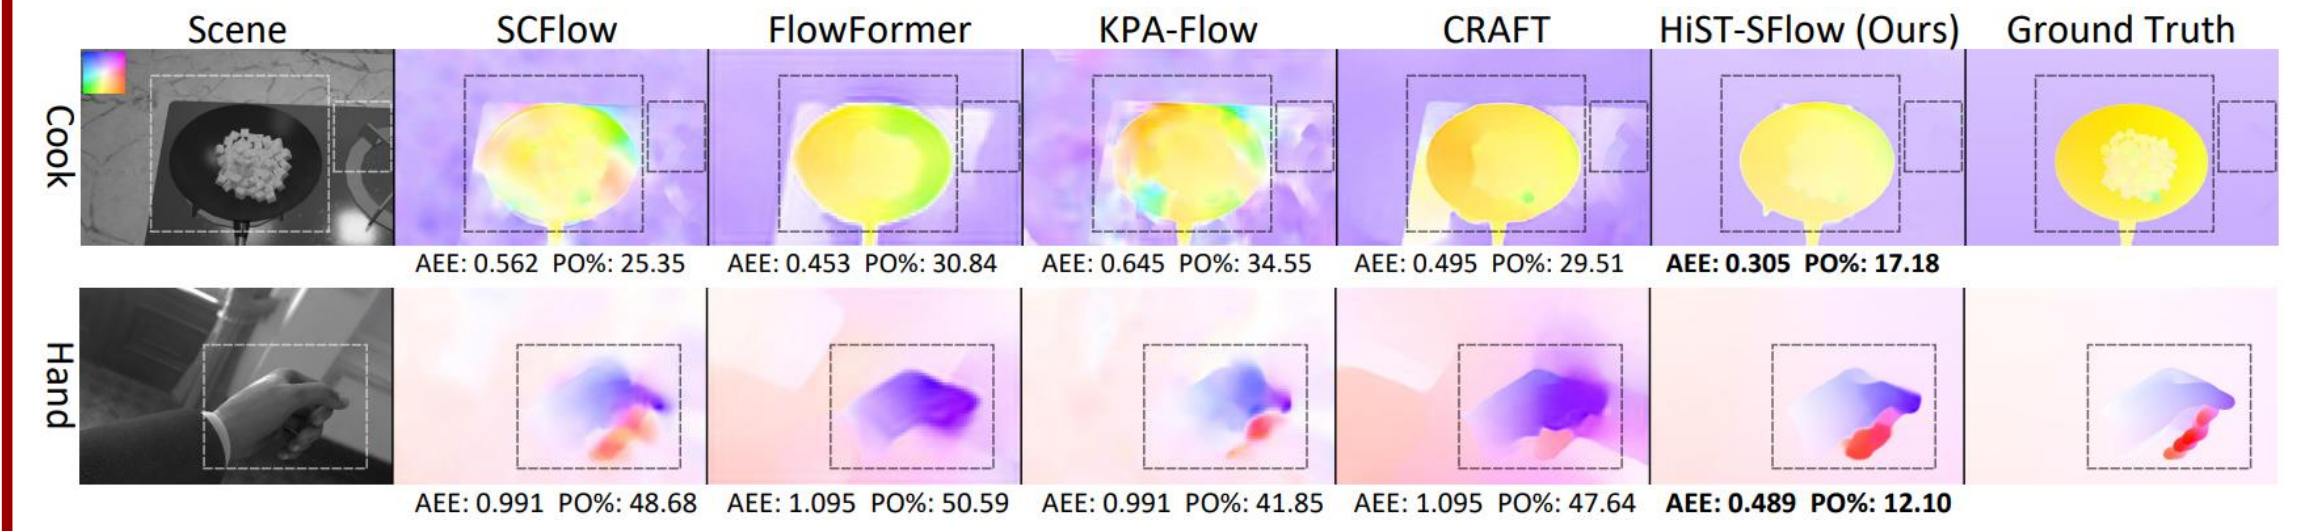 Scene SCFlow FlowFormer KPA-Flow CRAFT HiST-SFlow (Ours) Ground Truth
Cook
AEE: 0.562 PO%: 25.35 AEE: 0.453 PO%: 30.84 AEE: 0.645 PO%: 34.55 AEE: 0.495 PO%: 29.51 AEE: 0.305 PO%: 17.18
Hand
AEE: 0.991 PO%: 48.68 AEE: 1.095 PO%: 50.59 AEE: 0.991 PO%: 41.85 AEE: 1.095 PO%: 47.64 AEE: 0.489 PO%: 12.10